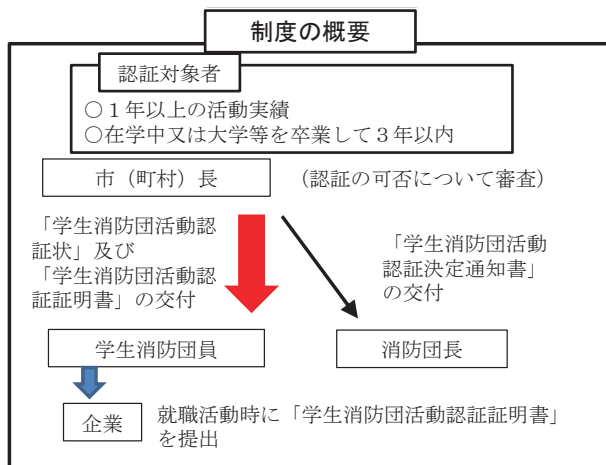 制度の概要
認証対象者
○１年以上の活動実績
○在学中又は大学等を卒業して３年以内
市（町村）長
（認証の可否について審査）
「学生消防団活動認
証状」及び
「学生消防団活動認
証証明書」の交付
「学生消防団活動
認証決定通知書」
の交付
学生消防団員
消防団長
企業
就職活動時に「学生消防団活動認証証明書」
を提出